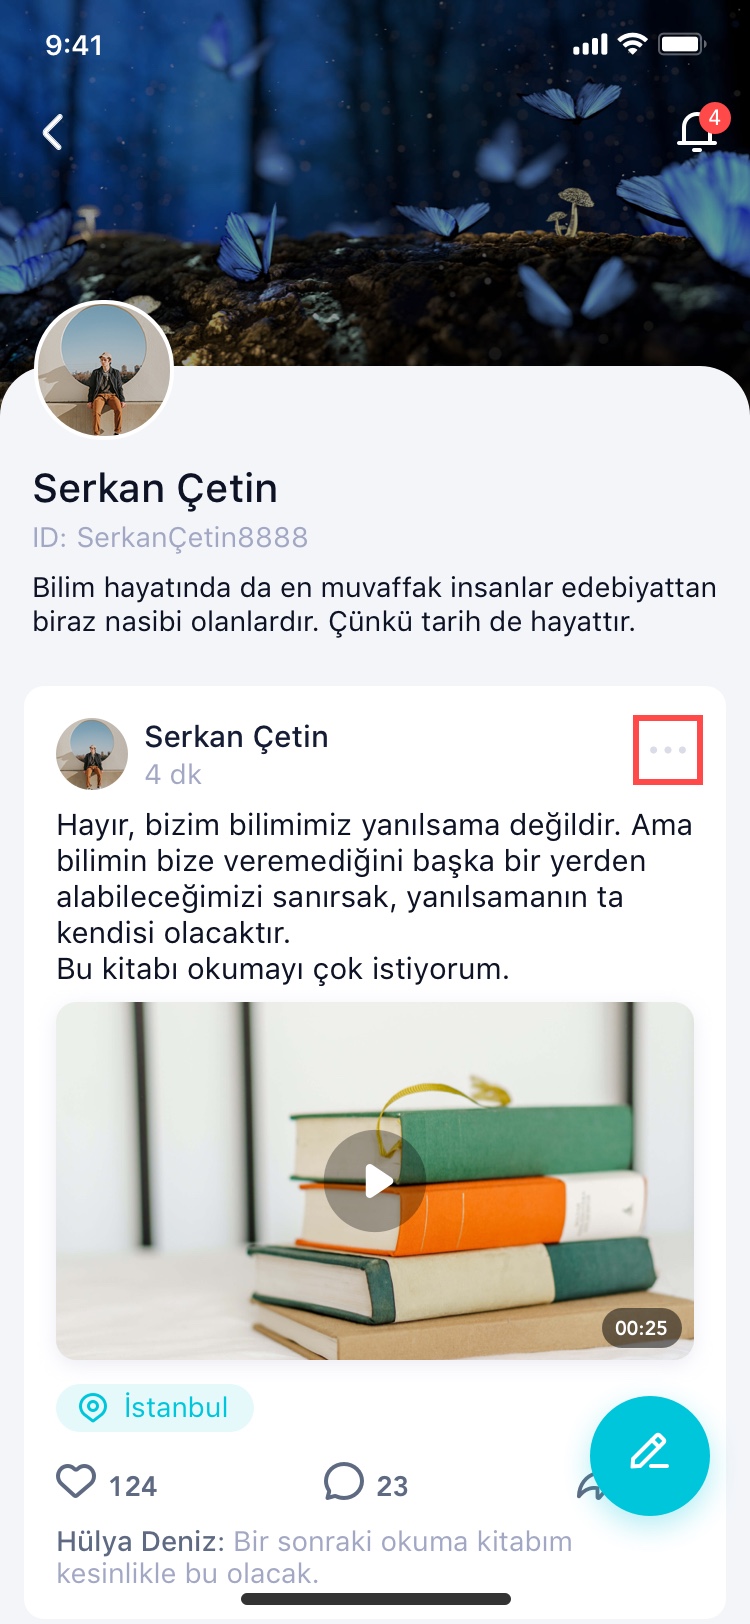 9:41
4
Serkan Çetin
ID: SerkanÇetin8888
Bilim hayatında da en muvaffak insanlar edebiyattan
biraz nasibi olanlardır. Çünkü tarih de hayattır.
Serkan Çetin
4 dk
Hayır, bizim bilimimiz yanılsama değildir. Ama
bilimin bize veremediğini başka bir yerden
alabileceğimizi sanırsak, yanılsamanın ta
kendisi olacaktır.
Bu kitabı okumayı çok istiyorum.
00:25
İstanbul
124
23
Hülya Deniz: Bir sonraki okuma kitabım
kesinlikle bu olacak.